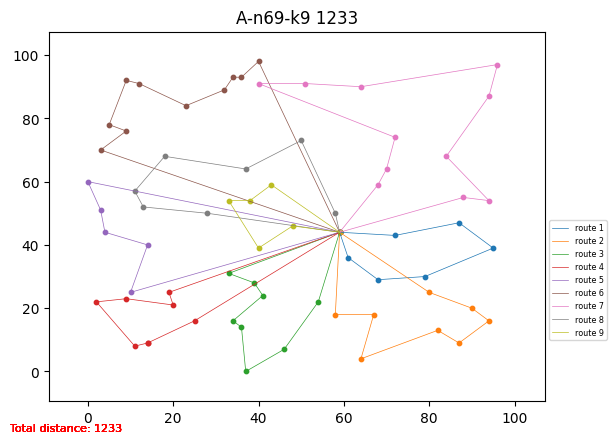 A-n69-k9 1233
100
80
60
40
20
0
0 20 40 60 80 100
route 1
route 2
route 3
route 4
route 5
route 6
route 7
route 8
route 9
Total distance: 1233